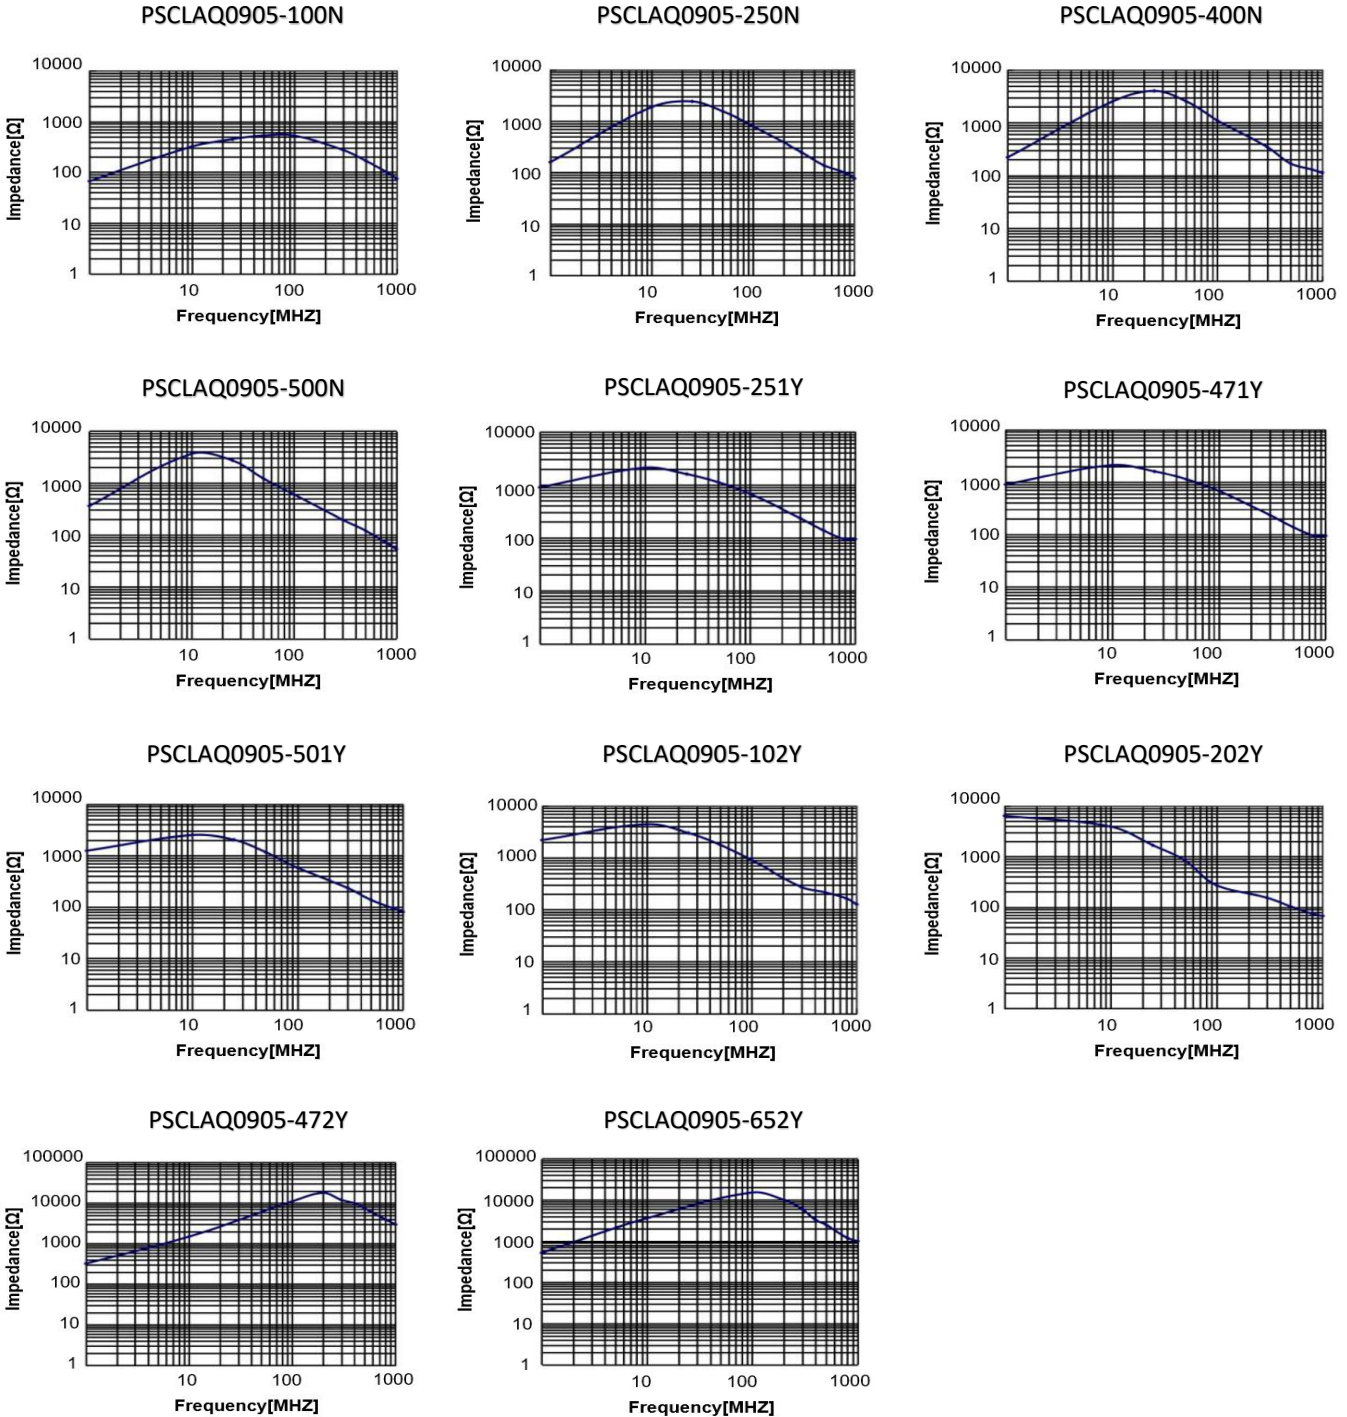 PSCLAQ0905-100N
10000
1000
100
10
1
Impedance[Ω]
10 100 1000
Frequency[MHZ]
PSCLAQ0905-250N
10000
1000
100
10
1
Impedance[Ω]
10 100 1000
Frequency[MHZ]
PSCLAQ0905-400N
10000
1000
100
10
1
Impedance[Ω]
10 100 1000
Frequency[MHZ]
PSCLAQ0905-500N
10000
1000
100
10
1
Impedance[Ω]
10 100 1000
Frequency[MHZ]
PSCLAQ0905-251Y
10000
1000
100
10
1
Impedance[Ω]
10 100 1000
Frequency[MHZ]
PSCLAQ0905-471Y
10000
1000
100
10
1
Impedance[Ω]
10 100 1000
Frequency[MHZ]
PSCLAQ0905-501Y
10000
1000
100
10
1
Impedance[Ω]
10 100 1000
Frequency[MHZ]
PSCLAQ0905-102Y
10000
1000
100
10
1
Impedance[Ω]
10 100 1000
Frequency[MHZ]
PSCLAQ0905-202Y
10000
1000
100
10
1
Impedance[Ω]
10 100 1000
Frequency[MHZ]
PSCLAQ0905-472Y
100000
10000
1000
100
10
1
Impedance[Ω]
10 100 1000
Frequency[MHZ]
PSCLAQ0905-652Y
100000
10000
1000
100
10
1
Impedance[Ω]
10 100 1000
Frequency[MHZ]